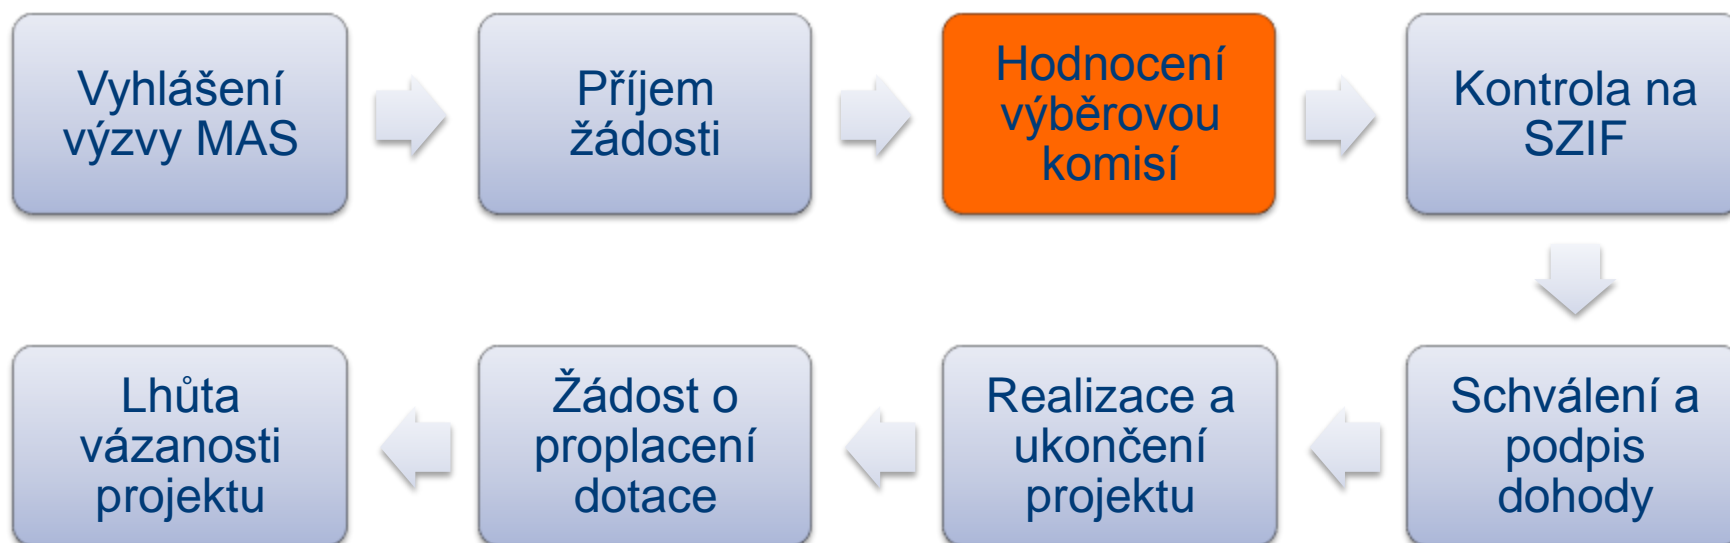 Vyhlášení
výzvy MAS
Příjem
žádosti
Hodnocení
výběrovou
komisí
Kontrola na
SZIF
Schválení a
podpis
dohody
Realizace a
ukončení
projektu
Žádost o
proplacení
dotace
Lhůta
vázanosti
projektu